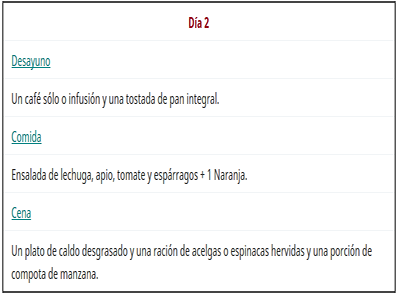 Día 2
Desayuno
Un café sólo o infusión y una tostada de pan integral.
Comida
Ensalada de lechuga, apio, tomate y espárragos + 1 Naranja.
Cena
Un plato de caldo desgrasado y una ración de acelgas o espinacas hervidas y una porción de
compota de manzana.